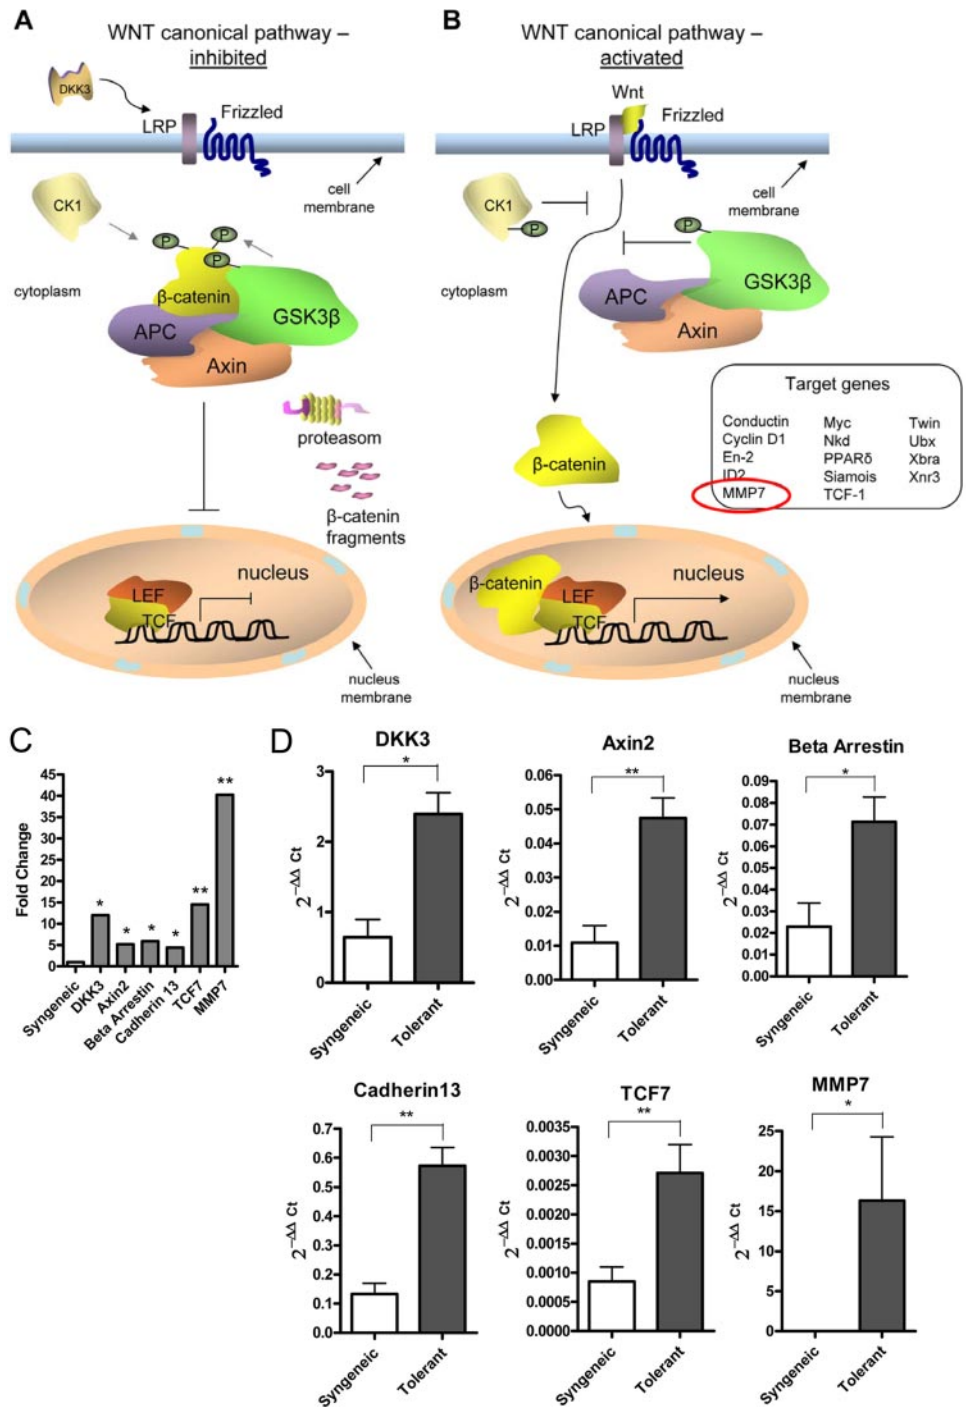 A
WNT canonical pathway –
inhibited
DKK3
LRP
Frizzled
CK1
cell
membrane
P
P
P
cytoplasm
β-catenin
GSK3β
APC
Axin
proteasom
β-catenin
fragments
nucleus
LEF
TCF
nucleus
membrane
B
WNT canonical pathway –
activated
Wnt
LRP
Frizzled
CK1
P
cell
membrane
P
cytoplasm
APC
GSK3β
Axin
Target genes
Conductin
Cyclin D1
En-2
ID2
MMP7
Myc
Nkd
PPARδ
Siamois
TCF-1
Twin
Ubx
Xbra
Xnr3
β-catenin
β-catenin
nucleus
LEF
TCF
nucleus
membrane
C
Fold Change
45
40
35
30
25
20
15
10
5
0
*
*
*
*
**
**
Syngeneic
DKK3
Axin2
Beta Arrestin
Cadherin 13
TCF7
MMP7
D
DKK3
*
2^-ΔΔ Ct
3
2
1
0
Syngeneic
Tolerant
Axin2
**
2^-ΔΔ Ct
0.06
0.05
0.04
0.03
0.02
0.01
0.00
Syngeneic
Tolerant
Beta Arrestin
*
2^-ΔΔ Ct
0.09
0.08
0.07
0.06
0.05
0.04
0.03
0.02
0.01
0.00
Syngeneic
Tolerant
Cadherin13
**
2^-ΔΔ Ct
0.7
0.6
0.5
0.4
0.3
0.2
0.1
0.0
Syngeneic
Tolerant
TCF7
**
2^-ΔΔ Ct
0.0035
0.0030
0.0025
0.0020
0.0015
0.0010
0.0005
0.0000
Syngeneic
Tolerant
MMP7
*
2^-ΔΔ Ct
25
20
15
10
5
0
Syngeneic
Tolerant